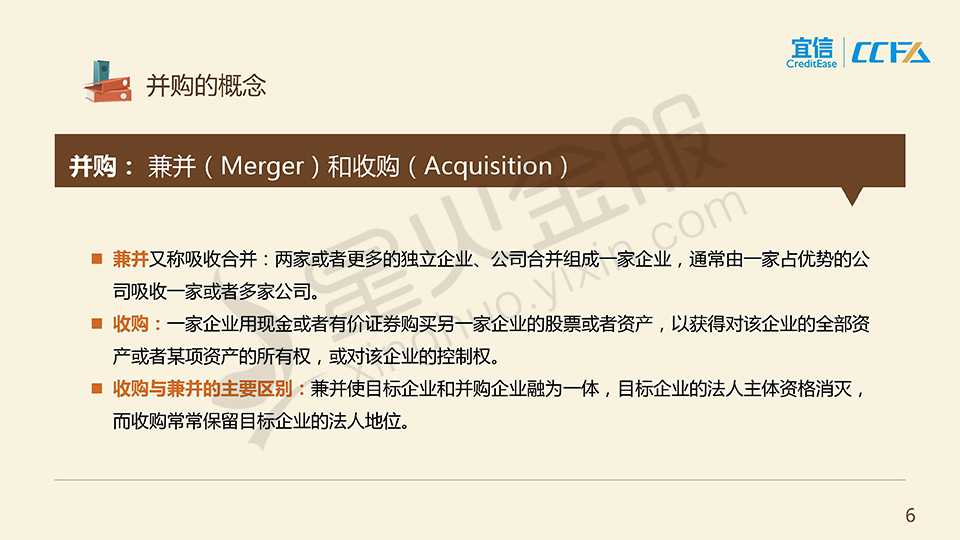 宜信
CreditEase
CCFA
并购的概念
并购：兼并（Merger）和收购（Acquisition）
兼并又称吸收合并：两家或者更多的独立企业、公司合并组成一家企业，通常由一家占优势的公
司吸收一家或者多家公司。
收购：一家企业用现金或者有价证券购买另一家企业的股票或者资产，以获得对该企业的全部资
产或者某项资产的所有权，或对该企业的控制权。
收购与兼并的主要区别：兼并使目标企业和并购企业融为一体，目标企业的法人主体资格消灭，
而收购常常保留目标企业的法人地位。
星火金服
xinghuo.yixin.com
6